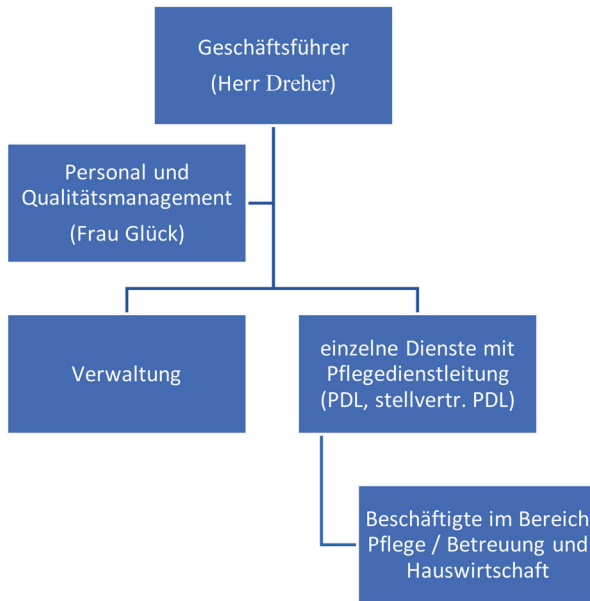 Geschäftsführer
(Herr Dreher)
Personal und
Qualitätsmanagement
(Frau Glück)
Verwaltung
einzelne Dienste mit
Pflegedienstleitung
(PDL, stellvertr. PDL)
Beschäftigte im Bereich
Pflege / Betreuung und
Hauswirtschaft